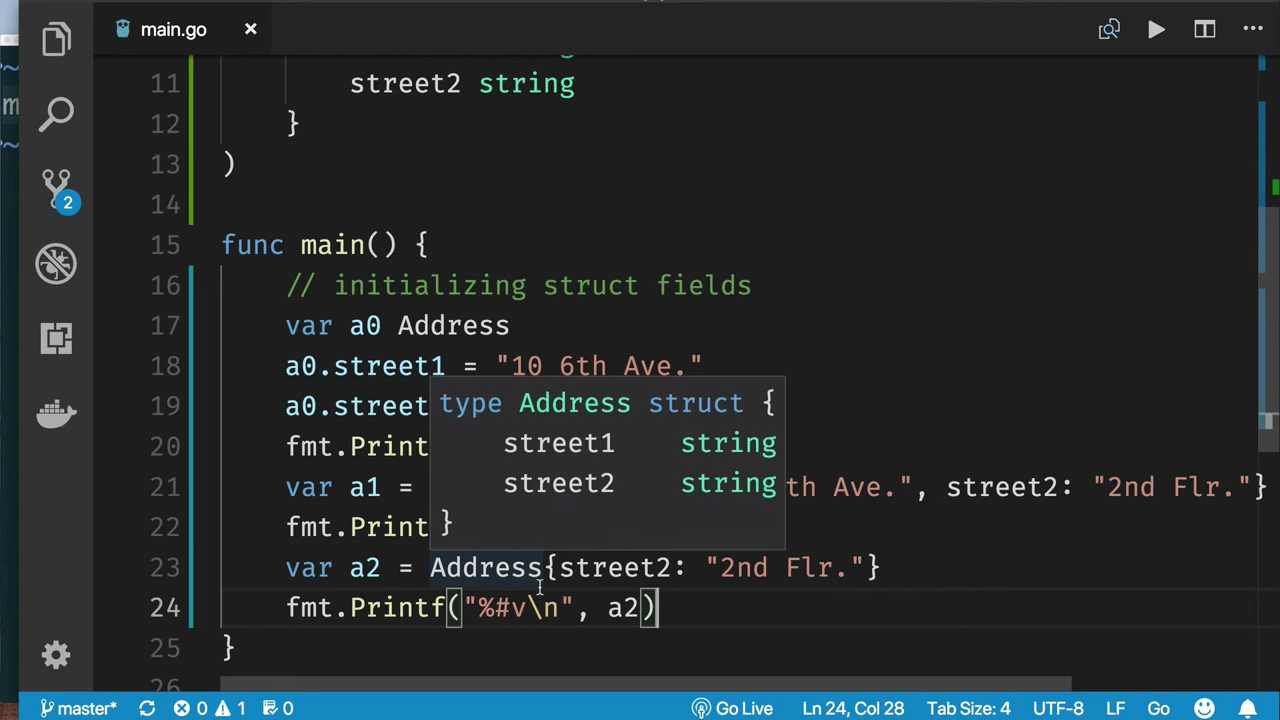 main.go
11 street2 string
12 }
13 )
14
15 func main() {
16 // initializing struct fields
17 var a0 Address
18 a0.street1 = "10 6th Ave."
19 a0.street
20 fmt.Print
21 var a1 = th Ave.", street2: "2nd Flr."}
22 fmt.Print
type Address struct {
street1 string
street2 string
}
23 var a2 = Address{street2: "2nd Flr."}
24 fmt.Printf("%#v\n", a2)
25 }
26
2
master* 0 1 0 Go Live Ln 24, Col 28 Tab Size: 4 UTF-8 LF Go